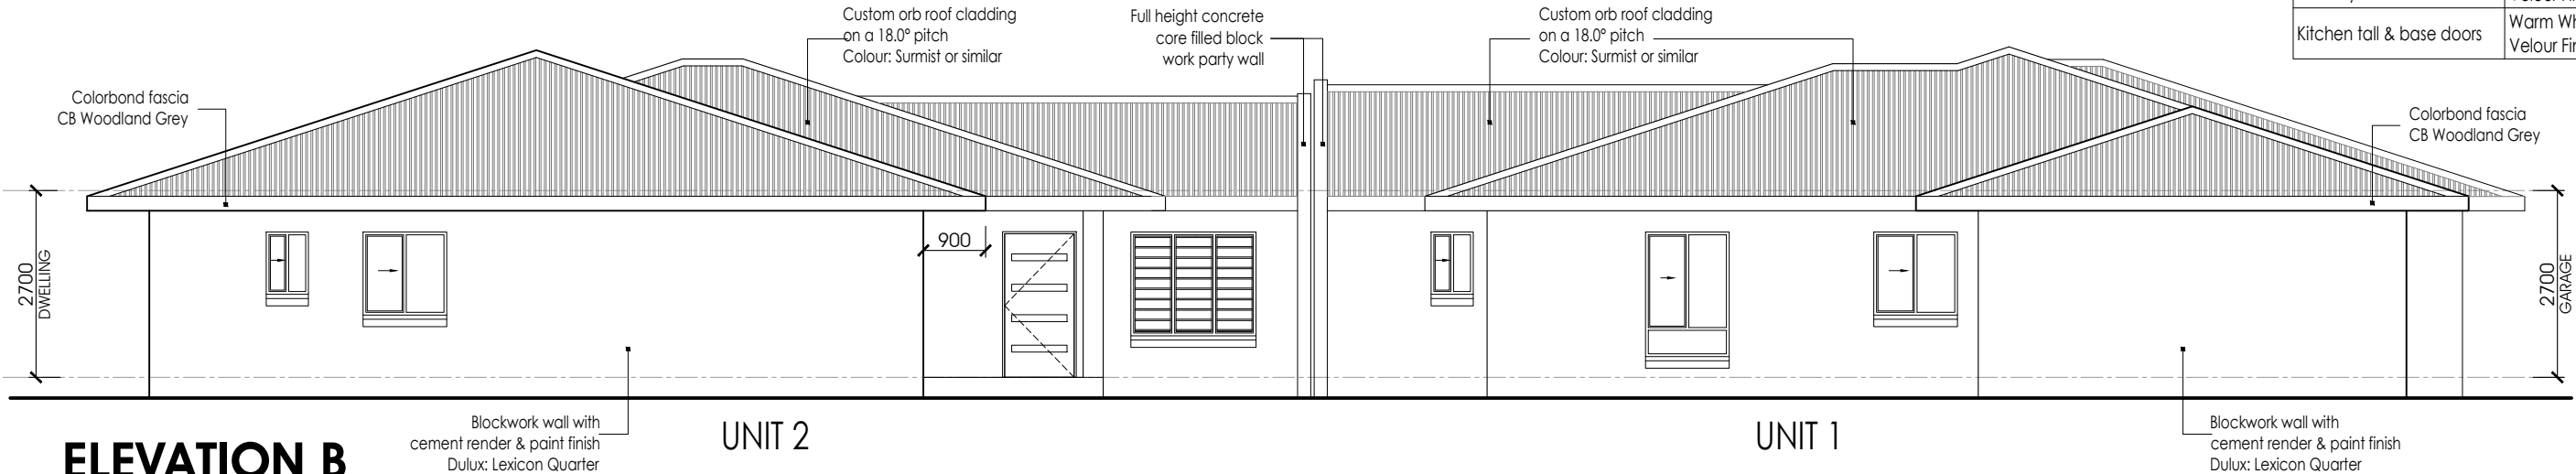 Custom orb roof cladding
on a 18.0° pitch
Colour: Surmist or similar
Full height concrete
core filled block
work party wall
Custom orb roof cladding
on a 18.0° pitch
Colour: Surmist or similar
Kitchen tall & base doors
Warm
Velour
Colorbond fascia
CB Woodland Grey
Colorbond fascia
CB Woodland Grey
2700
DWELLING
900
2700
GARAGE
Blockwork wall with
cement render & paint finish
Dulux: Lexicon Quarter
UNIT 2
UNIT 1
Blockwork wall with
cement render & paint finish
Dulux: Lexicon Quarter
ELEVATION B